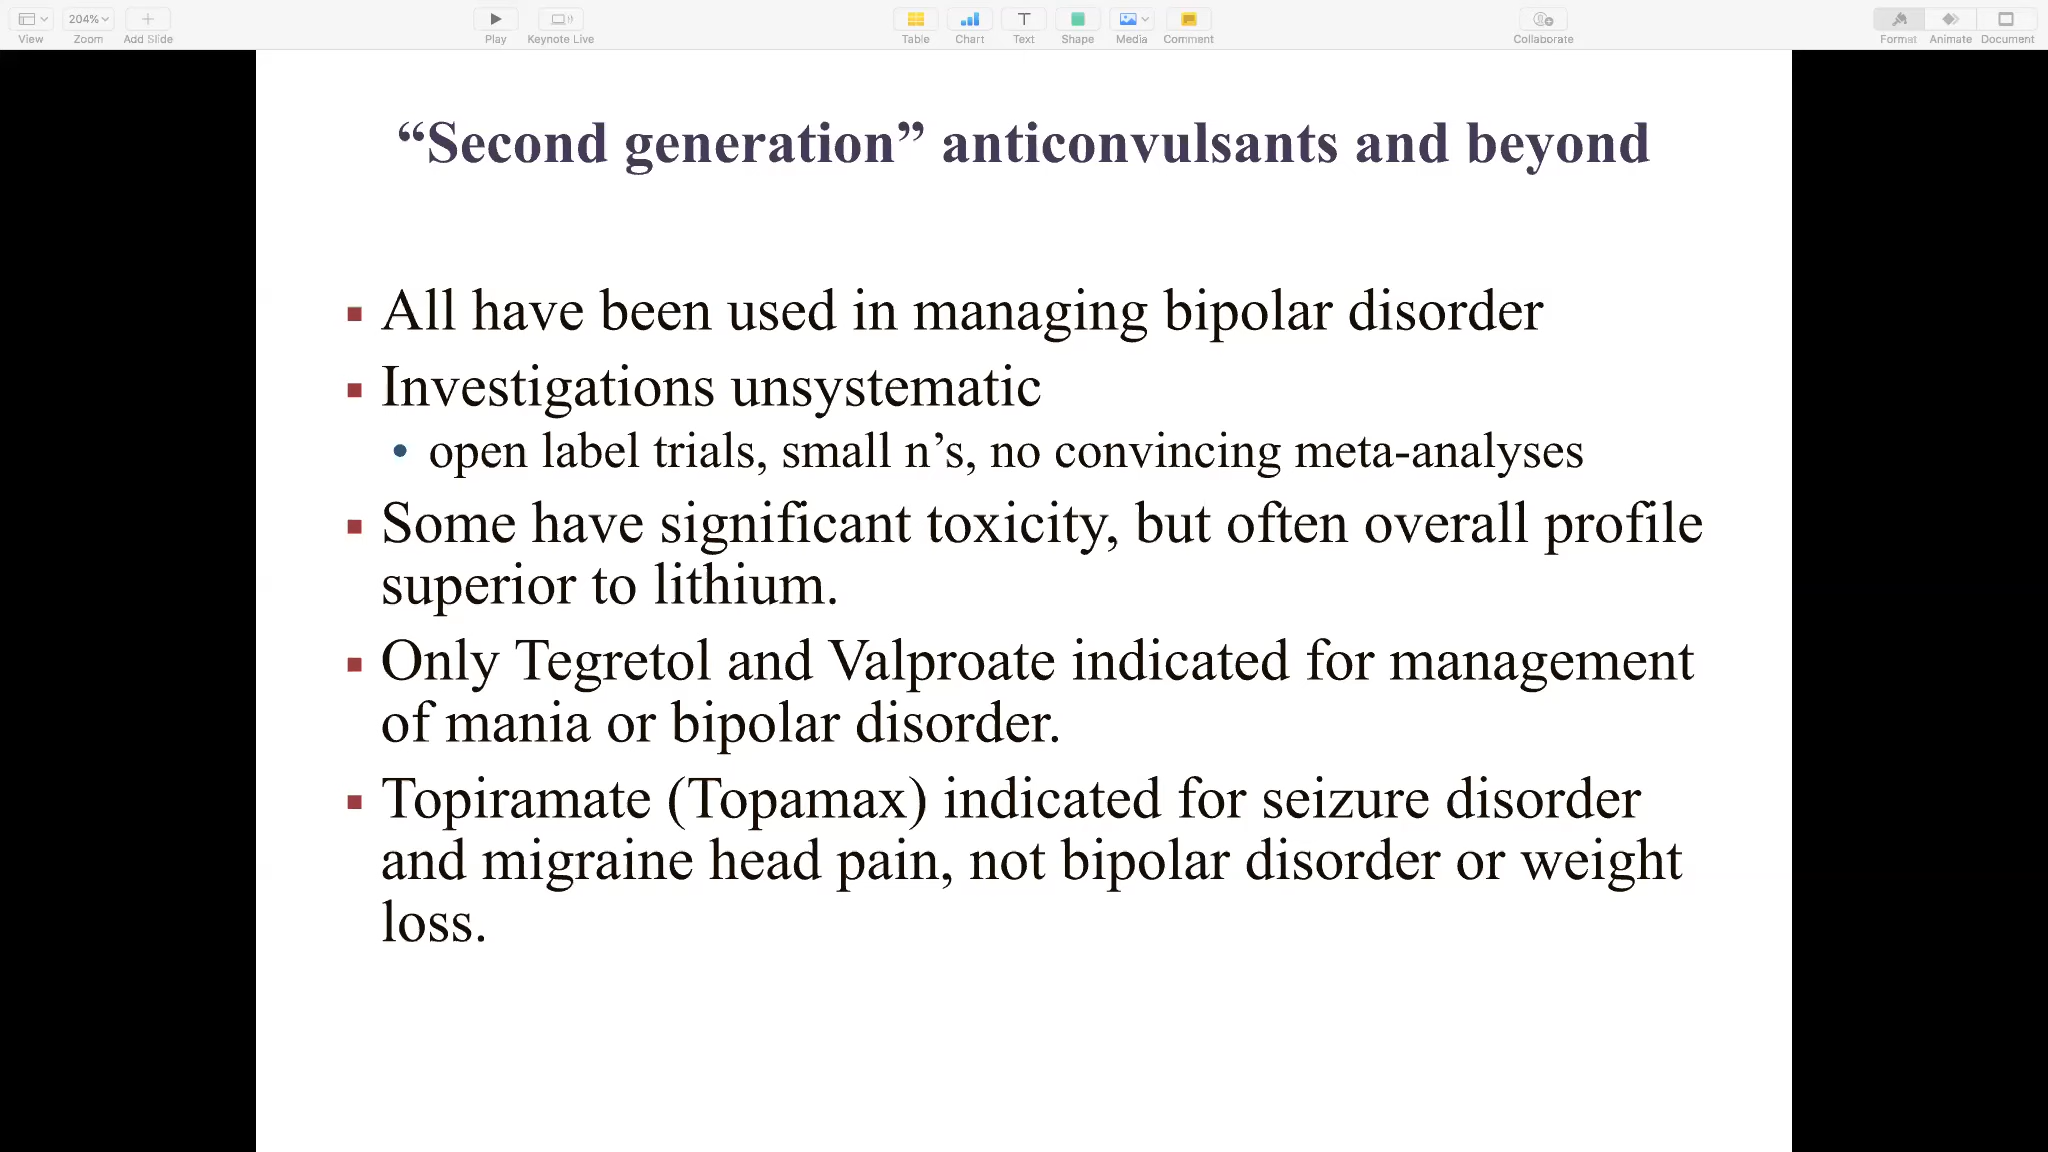 204%
View
Zoom
Add Slide
Play
Keynote Live
Table
Chart
Text
Shape
Media
Comment
Collaborate
Format
Animate
Document
“Second generation” anticonvulsants and beyond
All have been used in managing bipolar disorder
Investigations unsystematic
open label trials, small n’s, no convincing meta-analyses
Some have significant toxicity, but often overall profile
superior to lithium.
Only Tegretol and Valproate indicated for management
of mania or bipolar disorder.
Topiramate (Topamax) indicated for seizure disorder
and migraine head pain, not bipolar disorder or weight
loss.